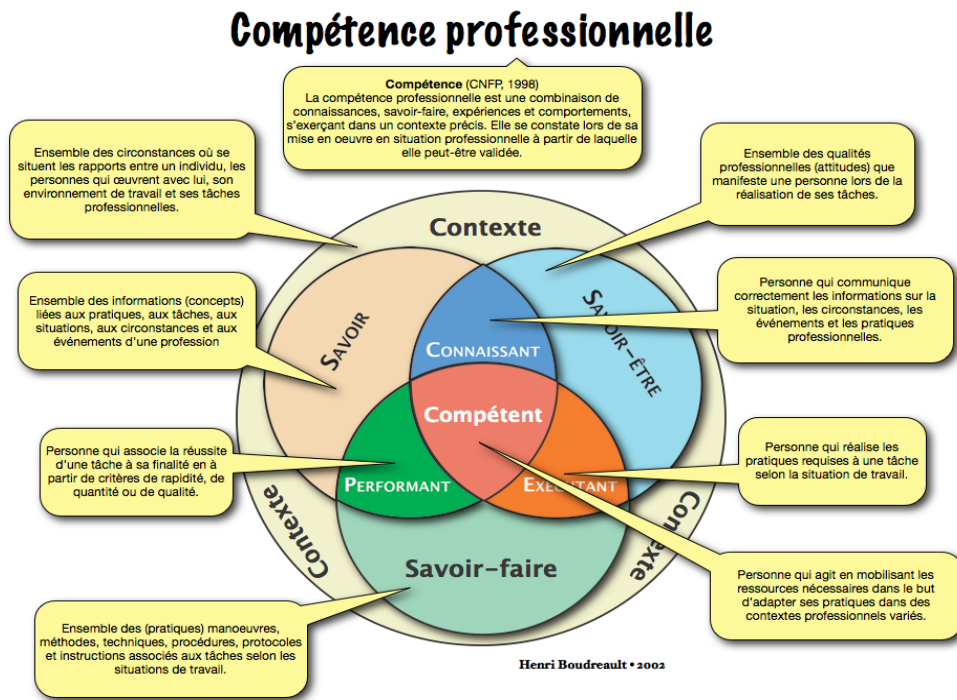 Compétence professionnelle
Compétence (CNFP, 1998)
La compétence professionnelle est une combinaison de
connaissances, savoir-faire, expériences et comportements,
s'exerçant dans un contexte précis. Elle se constate lors de sa
mise en oeuvre en situation professionnelle à partir de laquelle
elle peut-être validée.
Ensemble des circonstances où se
situent les rapports entre un individu, les
personnes qui œuvrent avec lui, son
environnement de travail et ses tâches
professionnelles.
Ensemble des qualités
professionnelles (attitudes) que
manifeste une personne lors de la
réalisation de ses tâches.
Contexte
Ensemble des informations (concepts)
liées aux pratiques, aux tâches, aux
situations, aux circonstances et aux
événements d'une profession
SAVOIR
CONNAISSANT
SAVOIR-ÊTRE
Personne qui communique
correctement les informations sur la
situation, les circonstances, les
événements et les pratiques
professionnelles.
Compétent
Personne qui associe la réussite
d'une tâche à sa finalité en à
partir de critères de rapidité, de
quantité ou de qualité.
PERFORMANT
EXÉCUTANT
Personne qui réalise les
pratiques requises à une tâche
selon la situation de travail.
Contexte
Contexte
Savoir-faire
Personne qui agit en mobilisant les
ressources nécessaires dans le but
d'adapter ses pratiques dans des
contextes professionnels variés.
Ensemble des (pratiques) manoeuvres,
méthodes, techniques, procédures, protocoles
et instructions associés aux tâches selon les
situations de travail.
Henri Boudreault • 2002